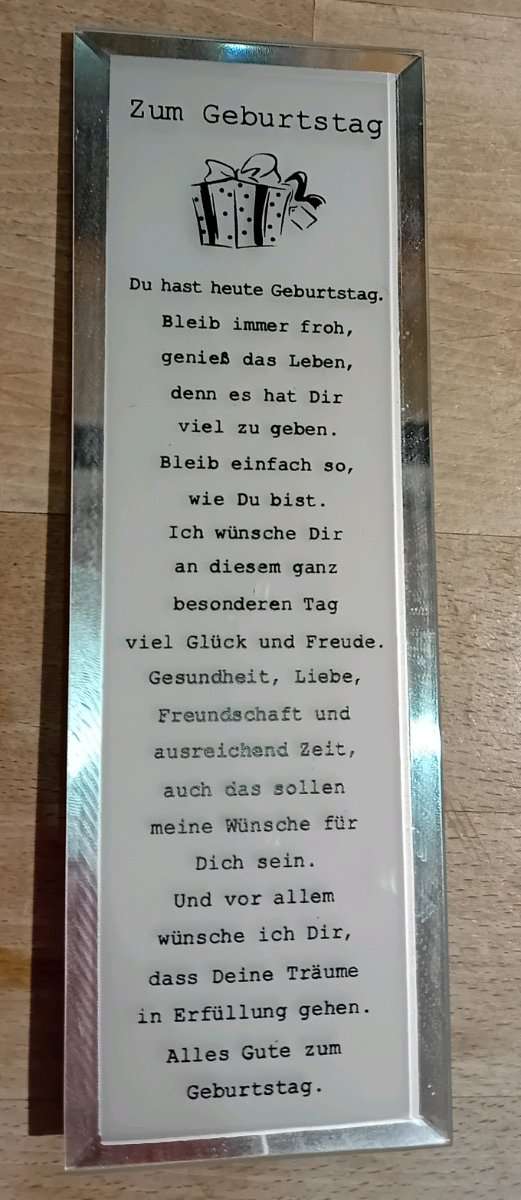 Zum Geburtstag
Du hast heute Geburtstag.
Bleib immer froh,
genieß das Leben,
denn es hat Dir
viel zu geben.
Bleib einfach so,
wie Du bist.
Ich wünsche Dir
an diesem ganz
besonderen Tag
viel Glück und Freude.
Gesundheit, Liebe,
Freundschaft und
ausreichend Zeit,
auch das sollen
meine Wünsche für
Dich sein.
Und vor allem
wünsche ich Dir,
dass Deine Träume
in Erfüllung gehen.
Alles Gute zum
Geburtstag.